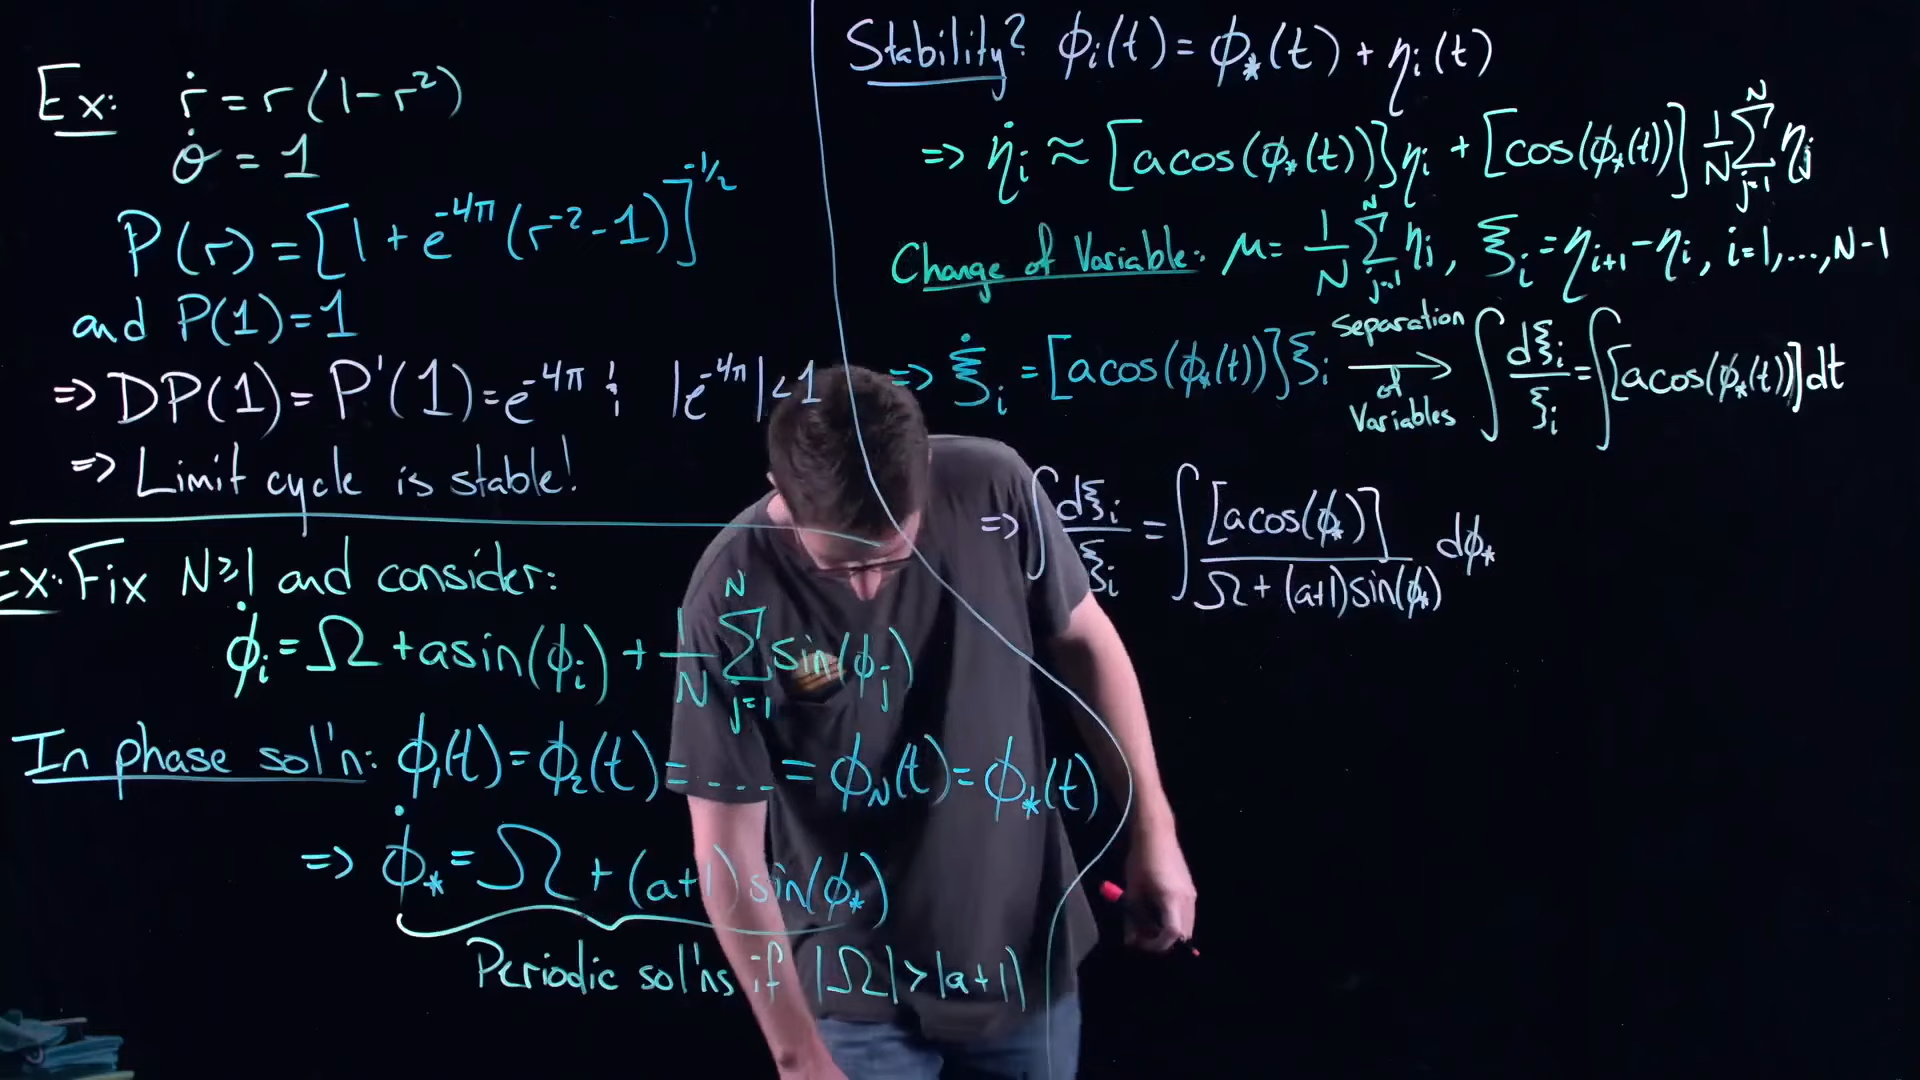 Ex: ṙ = r(1-r²)
θ̇ = 1
P(r) = [1 + e^{-4π}(r^{-2}-1)]^{-1/2}
and P(1)=1
=> DP(1) = P'(1) = e^{-4π} & |e^{-4π}| < 1
=> Limit cycle is stable!
Ex: Fix N≥1 and consider:
φ̇_i = Ω + a sin(φ_i) + 1/N Σ_{j=1}^{N} sin(φ_j)
In phase sol'n: φ₁(t) = φ₂(t) = .... = φ_N(t) = φ_*(t)
=> φ̇_* = Ω + (a+1) sin(φ_*)
Periodic sol'ns if |Ω| > |a+1|
Stability? φ_i(t) = φ_*(t) + η_i(t)
=> η̇_i ≈ [a cos(φ_*(t))]η_i + [cos(φ_*(t))] 1/N Σ_{j=1}^{N} η_j
Change of Variable: μ = 1/N Σ_{j=1}^{N} η_j, ξ_i = η_{i+1} - η_i, i=1,...,N-1
=> ξ̇_i = [a cos(φ_*(t))]ξ_i Separation of Variables → ∫ dξ_i/ξ_i = ∫ [a cos(φ_*(t))] dt
=> ∫ dξ_i/ξ_i = ∫ [a cos(φ_*)]/(Ω + (a+1) sin(φ_*)) dφ_*